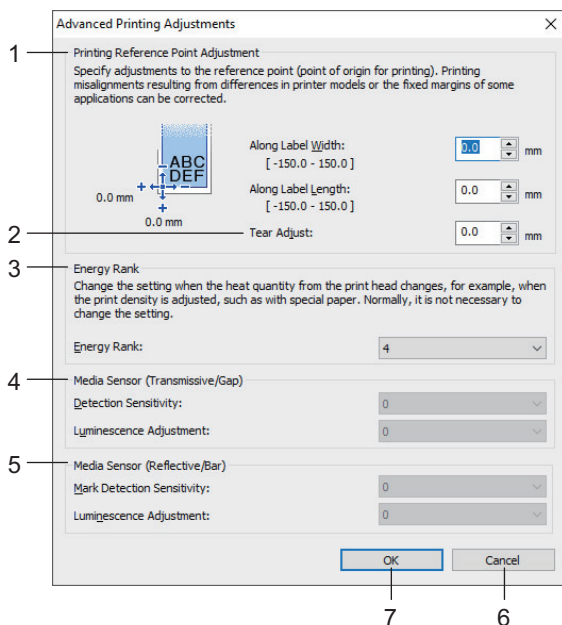 Advanced Printing Adjustments
1 Printing Reference Point Adjustment
Specify adjustments to the reference point (point of origin for printing). Printing
misalignments resulting from differences in printer models or the fixed margins of some
applications can be corrected.
ABC
DEF
0.0 mm
0.0 mm
Along Label Width: 0.0 mm
[ -150.0 - 150.0 ]
Along Label Length: 0.0 mm
[ -150.0 - 150.0 ]
2 Tear Adjust: 0.0 mm
3 Energy Rank
Change the setting when the heat quantity from the print head changes, for example, when
the print density is adjusted, such as with special paper. Normally, it is not necessary to
change the setting.
Energy Rank: 4
4 Media Sensor (Transmissive/Gap)
Detection Sensitivity: 0
Luminescence Adjustment: 0
5 Media Sensor (Reflective/Bar)
Mark Detection Sensitivity: 0
Luminescence Adjustment: 0
OK Cancel
7 6